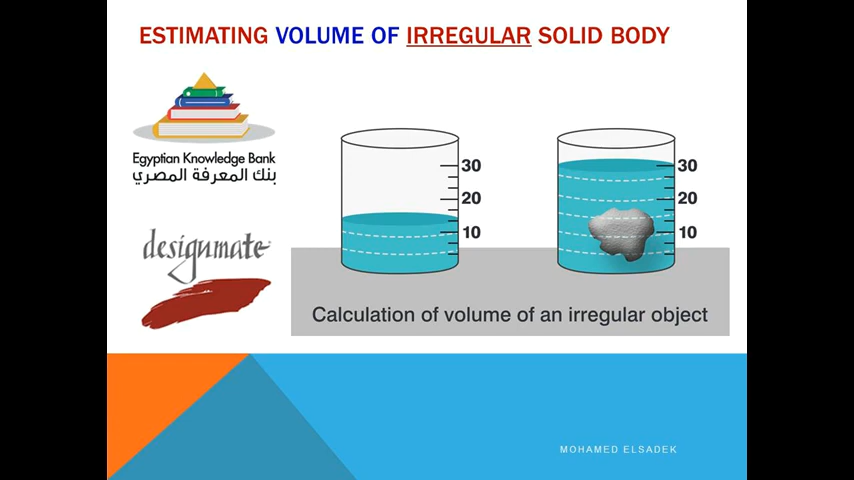 ESTIMATING VOLUME OF IRREGULAR SOLID BODY
Egyptian Knowledge Bank
بنك المعرفة المصري
designmate
30
20
10
30
20
10
Calculation of volume of an irregular object
MOHAMED ELSADEK